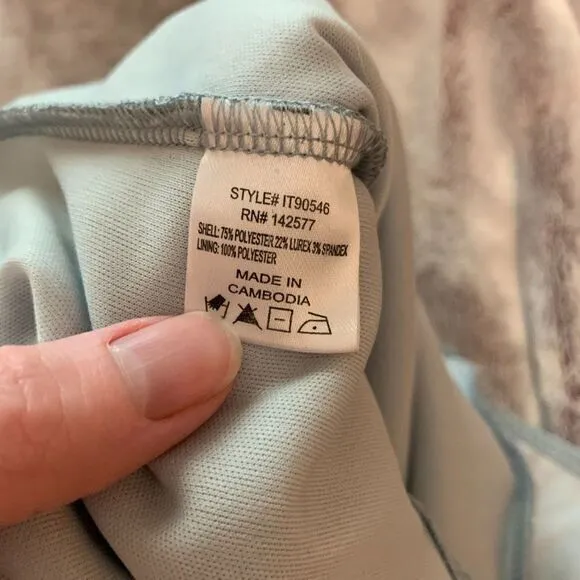 STYLE# IT90546
RN# 142577
SHELL: 75% POLYESTER 22% LUREX 3% SPANDEX
LINING: 100% POLYESTER
MADE IN
CAMBODIA